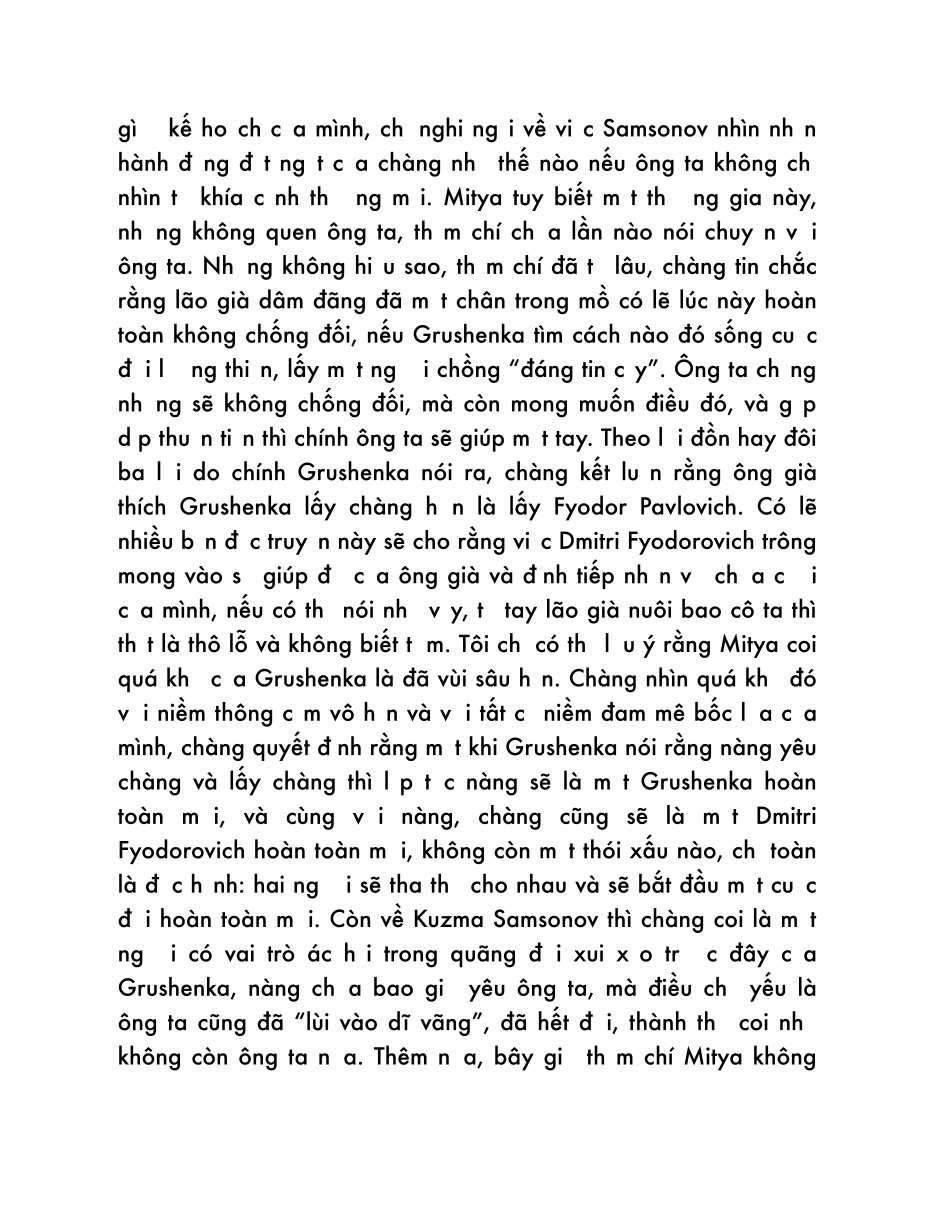 gì kế ho ch c a mình, ch nghi ng i về vi c Samsonov nhìn nh n
hành đ ng đ t ng t c a chàng nh thế nào nếu ông ta không ch
nhìn t khía c nh th ng m i. Mitya tuy biết m t th ng gia này,
nh ng không quen ông ta, th m chí ch a lần nào nói chuy n v i
ông ta. Nh ng không hi u sao, th m chí đã t lâu, chàng tin chắc
rằng lão già dâm đãng đã m t chân trong mồ có lẽ lúc này hoàn
toàn không chống đối, nếu Grushenka tìm cách nào đó sống cu c
đ i l ng thi n, lấy m t ng i chồng “đáng tin c y”. Ông ta ch ng
nh ng sẽ không chống đối, mà còn mong muốn điều đó, và g p
d p thu n ti n thì chính ông ta sẽ giúp m t tay. Theo l i đồn hay đôi
ba l i do chính Grushenka nói ra, chàng kết lu n rằng ông già
thích Grushenka lấy chàng h n là lấy Fyodor Pavlovich. Có lẽ
nhiều b n đ c truy n này sẽ cho rằng vi c Dmitri Fyodorovich trông
mong vào s giúp đ c a ông già và đ nh tiếp nh n v ch a c i
c a mình, nếu có th nói nh v y, t tay lão già nuôi bao cô ta thì
th t là thô lỗ và không biết t m. Tôi ch có th l u ý rằng Mitya coi
quá kh c a Grushenka là đã vùi sâu h n. Chàng nhìn quá kh đó
v i niềm thông c m vô h n và v i tất c niềm đam mê bốc l a c a
mình, chàng quyết đ nh rằng m t khi Grushenka nói rằng nàng yêu
chàng và lấy chàng thì l p t c nàng sẽ là m t Grushenka hoàn
toàn m i, và cùng v i nàng, chàng cũng sẽ là m t Dmitri
Fyodorovich hoàn toàn m i, không còn m t thói xấu nào, ch toàn
là đ c h nh: hai ng i sẽ tha th cho nhau và sẽ bắt đầu m t cu c
đ i hoàn toàn m i. Còn về Kuzma Samsonov thì chàng coi là m t
ng i có vai trò ác h i trong quãng đ i xui x o tr c đây c a
Grushenka, nàng ch a bao gi yêu ông ta, mà điều ch yếu là
ông ta cũng đã “lùi vào dĩ vãng”, đã hết đ i, thành th coi nh
không còn ông ta n a. Thêm n a, bây gi th m chí Mitya không